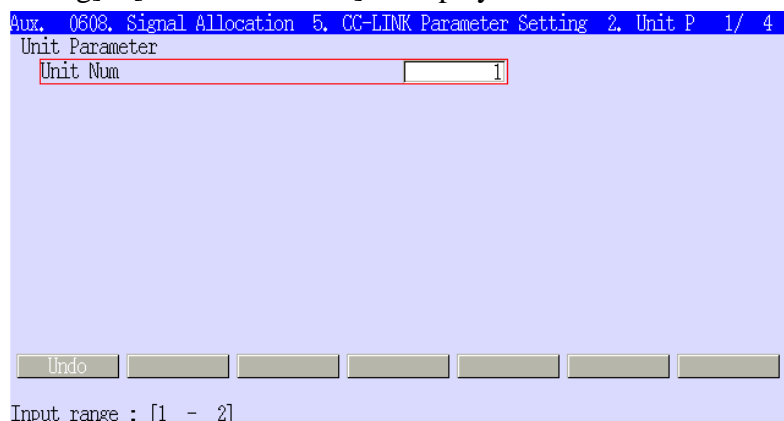 Aux. 0608. Signal Allocation 5. CC-LINK Parameter Setting 2. Unit P 1/ 4
Unit Parameter
Unit Num 1
Undo
Input range : [1 - 2]